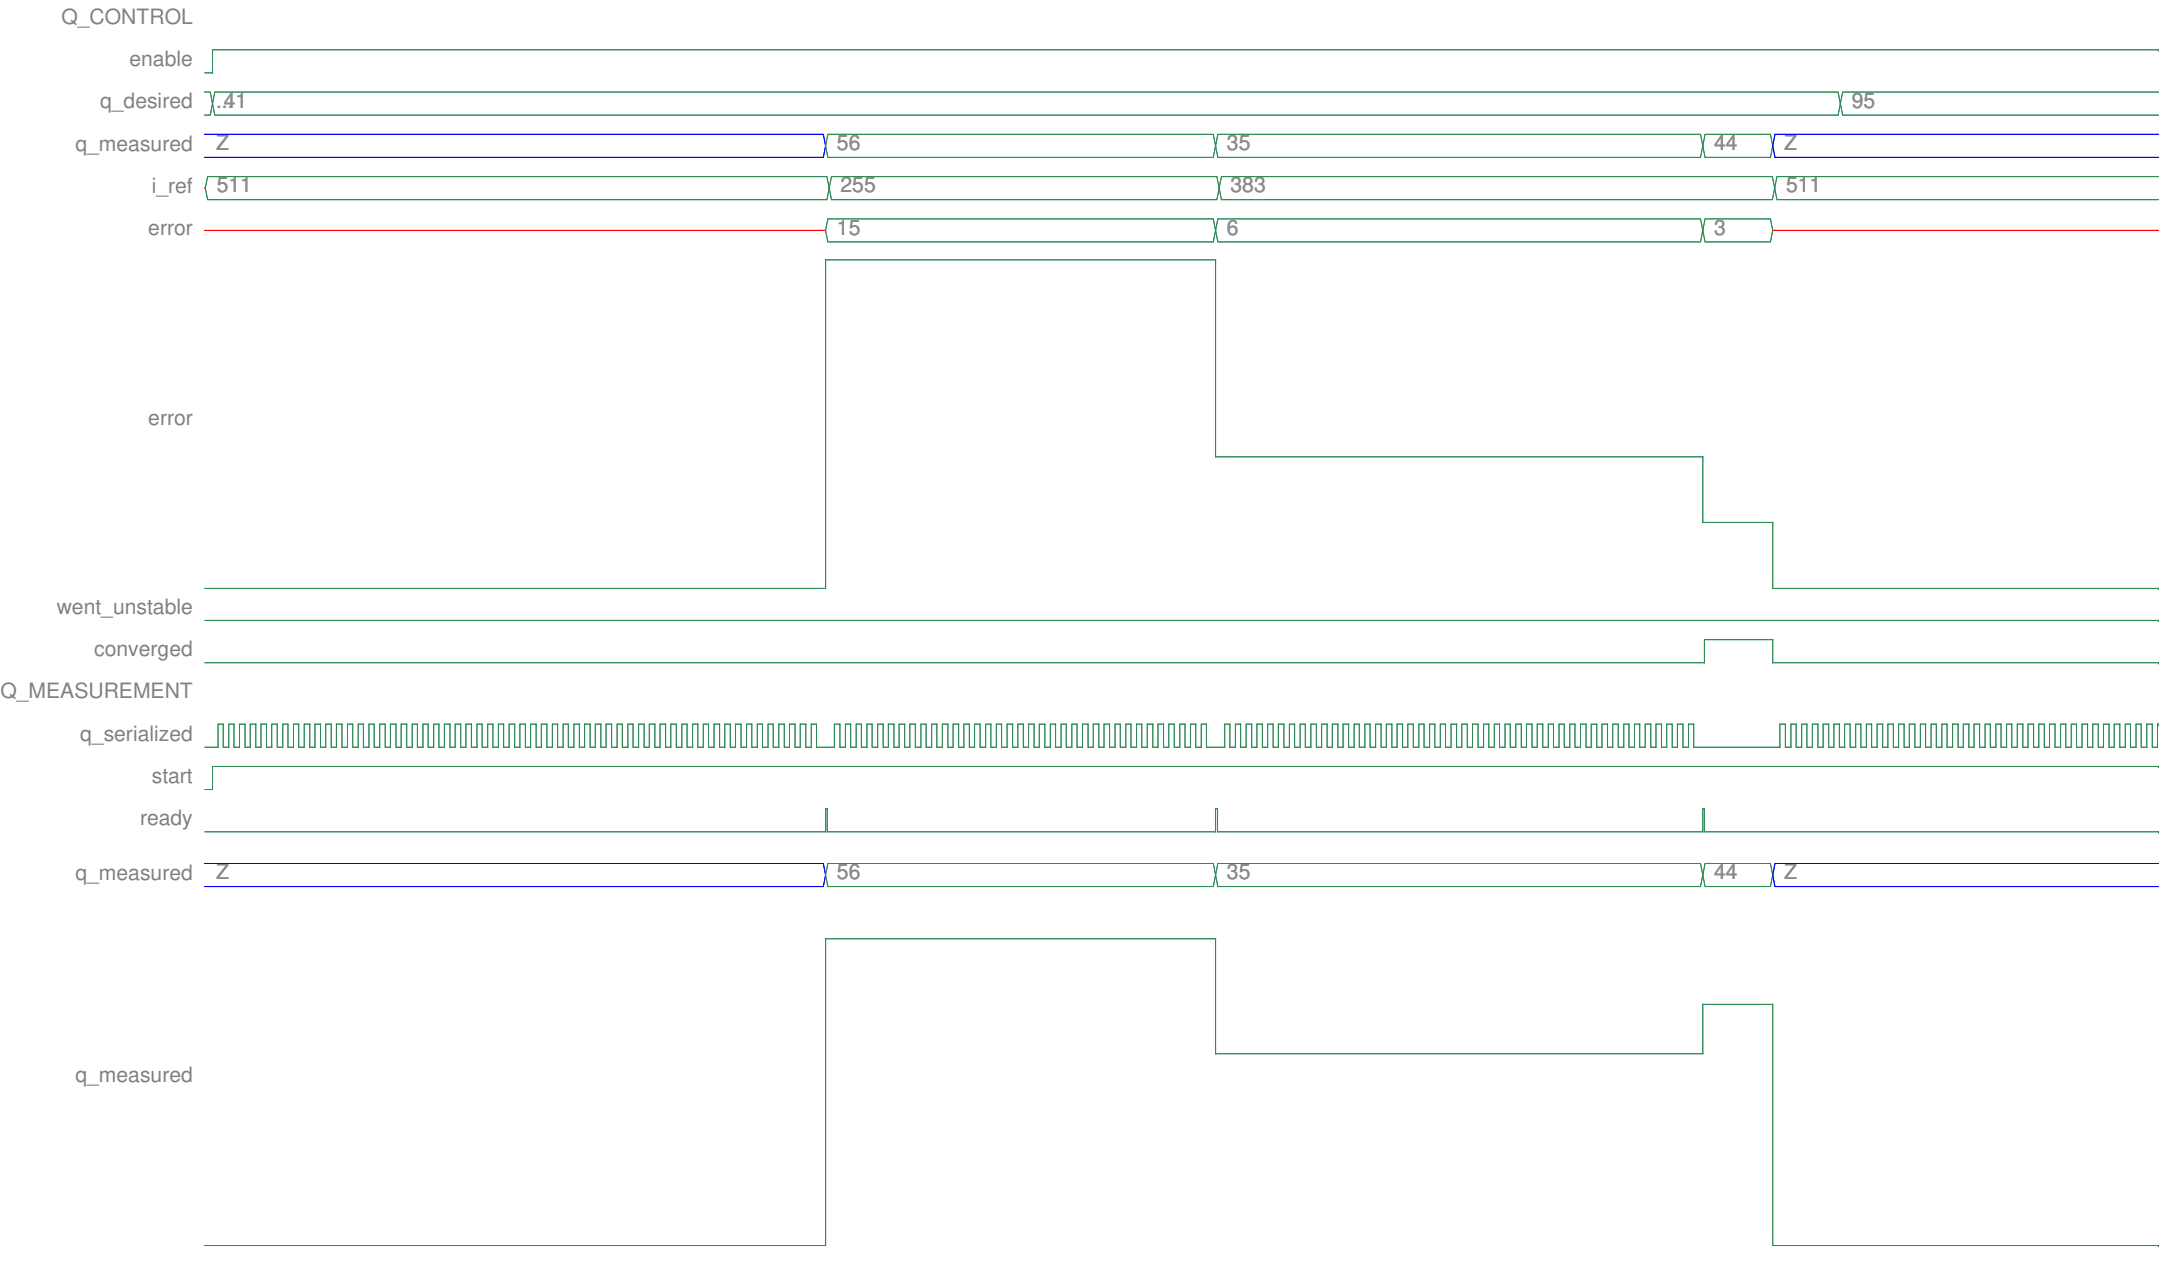 Q_CONTROL
enable
q_desired ..41 95
q_measured Z 56 35 44 Z
i_ref 511 255 383 511
error 15 6 3
error
went_unstable
converged
Q_MEASUREMENT
q_serialized
start
ready
q_measured Z 56 35 44 Z
q_measured